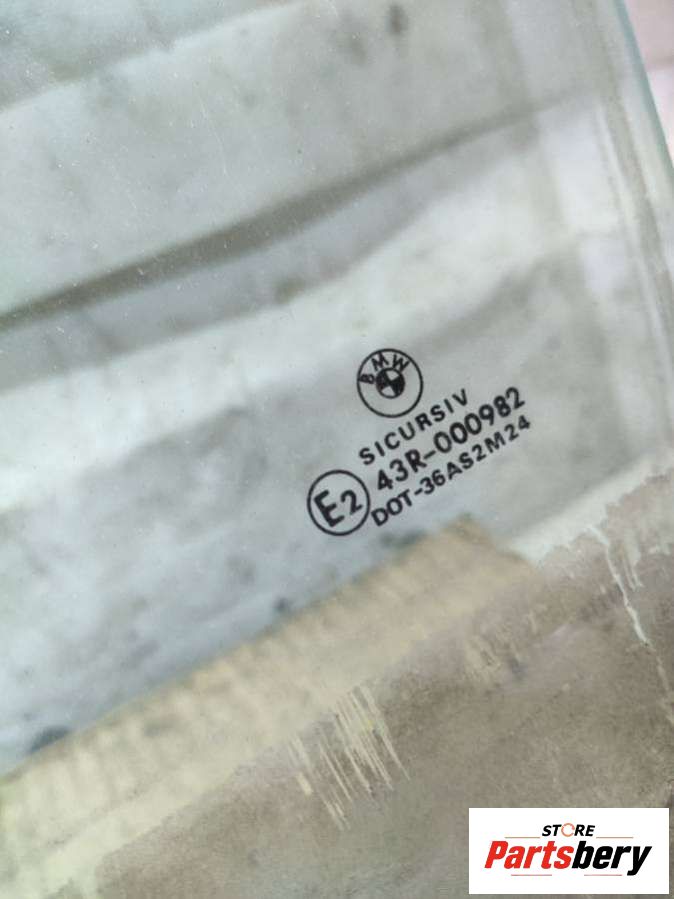 BMW
SICURSIV
E2 43R-000982
DOT-36AS2M24
STORE
Partsbery